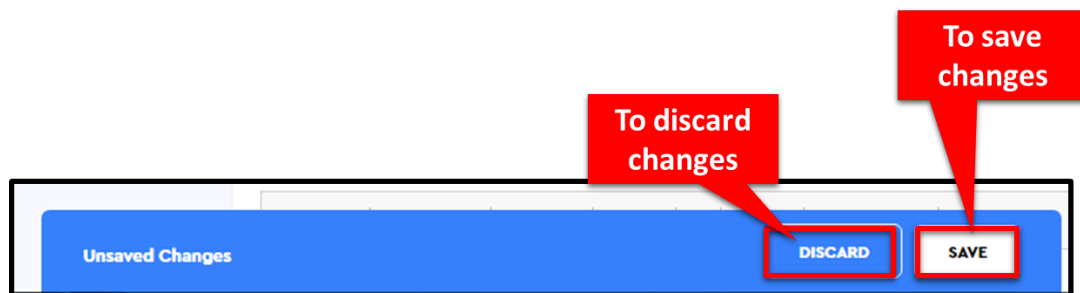 To save
changes
To discard
changes
Unsaved Changes
DISCARD
SAVE